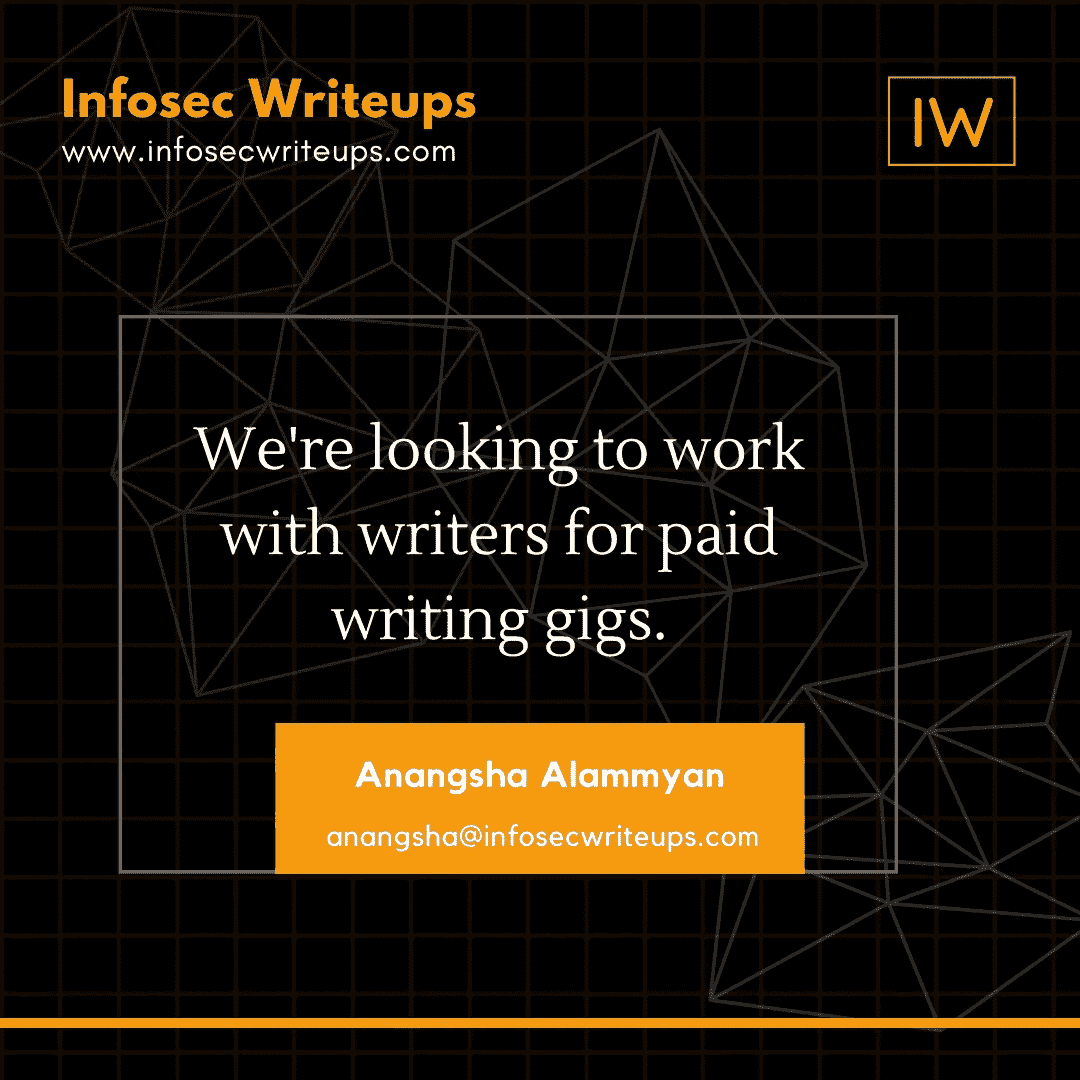 Infosec Writeups
www.infosecwriteups.com
IW
We're looking to work
with writers for paid
writing gigs.
Anangsha Alammyan
anangsha@infosecwriteups.com